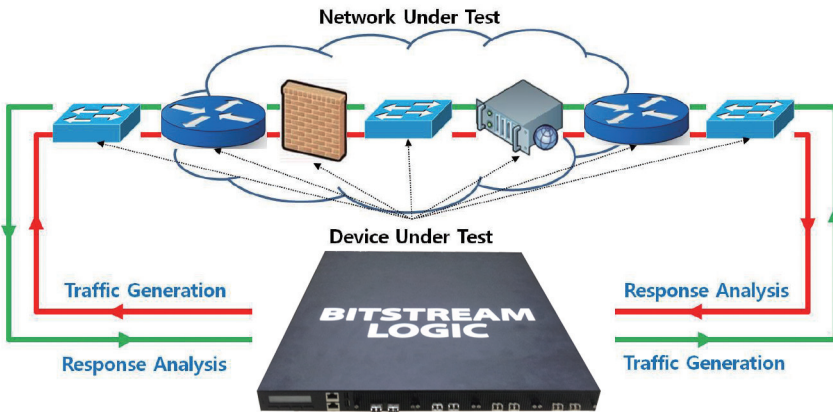 Network Under Test
Device Under Test
Traffic Generation
Response Analysis
BITSTREAM
LOGIC
Response Analysis
Traffic Generation